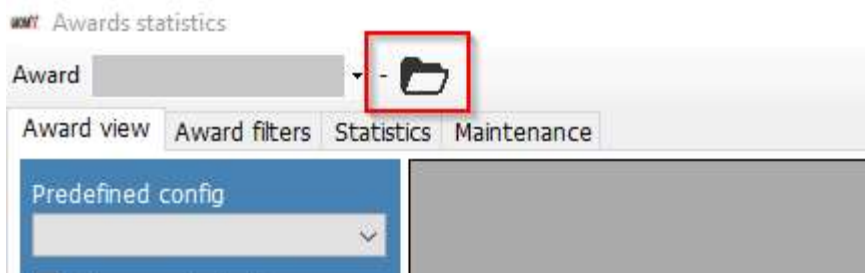 Awards statistics
Award
-
Award view Award filters Statistics Maintenance
Predefined config